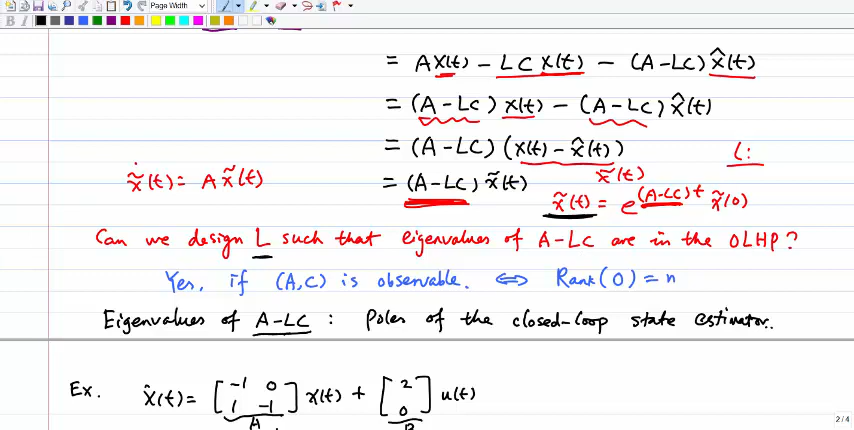 Page Width
B I
= Ax(t) - LC x(t) - (A-LC) x̂(t)
= (A-LC) x(t) - (A-LC) x̂(t)
= (A-LC) (x(t) - x̂(t))
L:
x̃(t)
x̃̇(t) = A x̃(t)
= (A-LC) x̃(t)
x̃(t) = e^{(A-LC)t} x̃(0)
Can we design L such that eigenvalues of A-LC are in the OLHP?
Yes, if (A,C) is observable. ⟺ Rank(O) = n
Eigenvalues of A-LC : Poles of the closed-loop state estimator.
Ex. ẋ(t) = [-1 0; 1 -1] x(t) + [2; 0] u(t)
A B
2/4